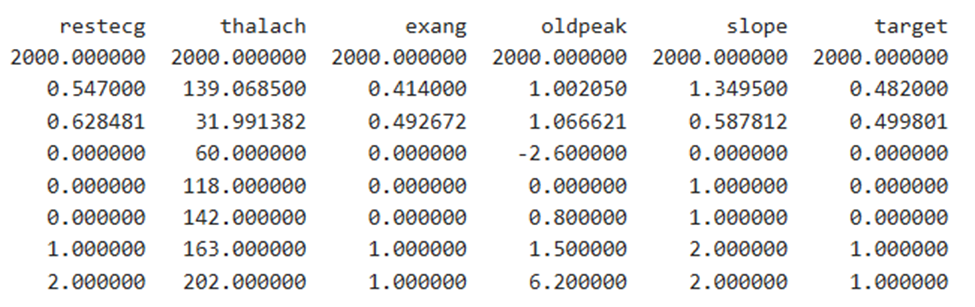 restecg thalach exang oldpeak slope target
2000.000000 2000.000000 2000.000000 2000.000000 2000.000000 2000.000000
0.547000 139.068500 0.414000 1.002050 1.349500 0.482000
0.628481 31.991382 0.492672 1.066621 0.587812 0.499801
0.000000 60.000000 0.000000 -2.600000 0.000000 0.000000
0.000000 118.000000 0.000000 0.000000 1.000000 0.000000
0.000000 142.000000 0.000000 0.800000 1.000000 0.000000
1.000000 163.000000 1.000000 1.500000 2.000000 1.000000
2.000000 202.000000 1.000000 6.200000 2.000000 1.000000